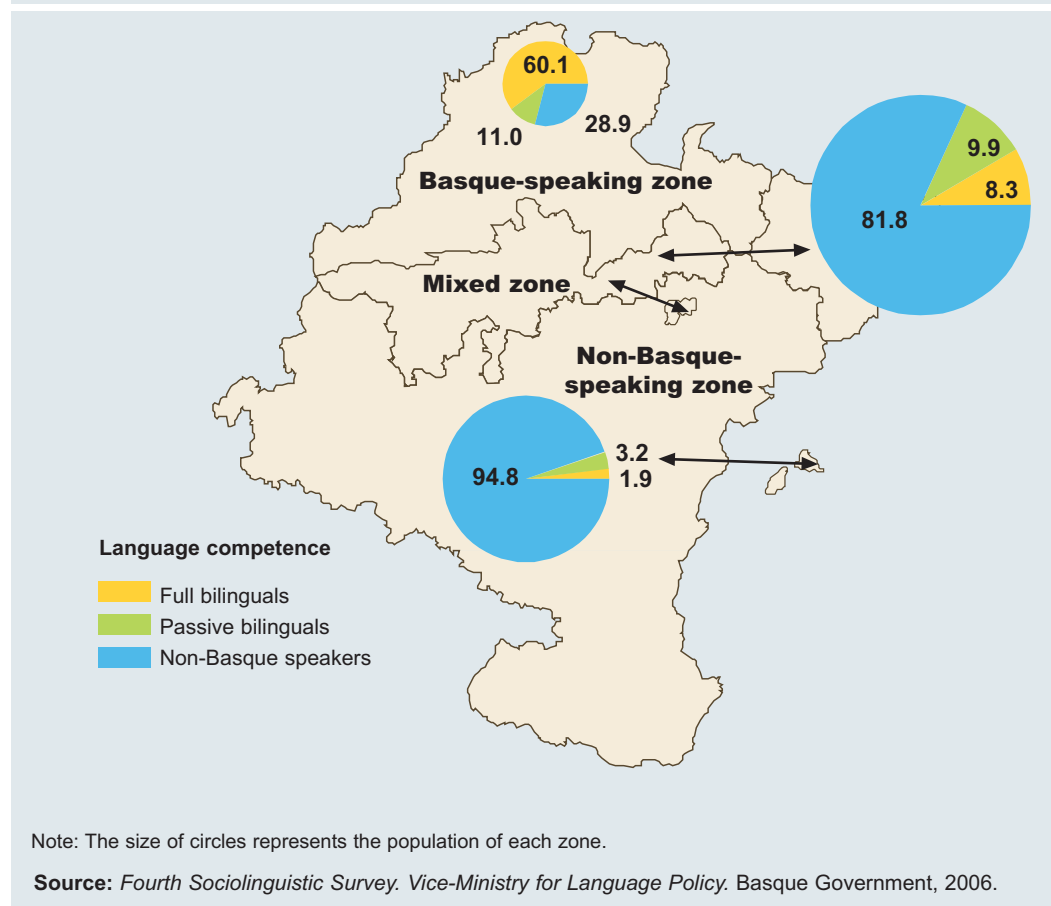 60.1
11.0
28.9
Basque-speaking zone
9.9
8.3
81.8
Mixed zone
Non-Basque-
speaking zone
94.8
3.2
1.9
Language competence
Full bilinguals
Passive bilinguals
Non-Basque speakers
Note: The size of circles represents the population of each zone.
Source: Fourth Sociolinguistic Survey. Vice-Ministry for Language Policy. Basque Government, 2006.